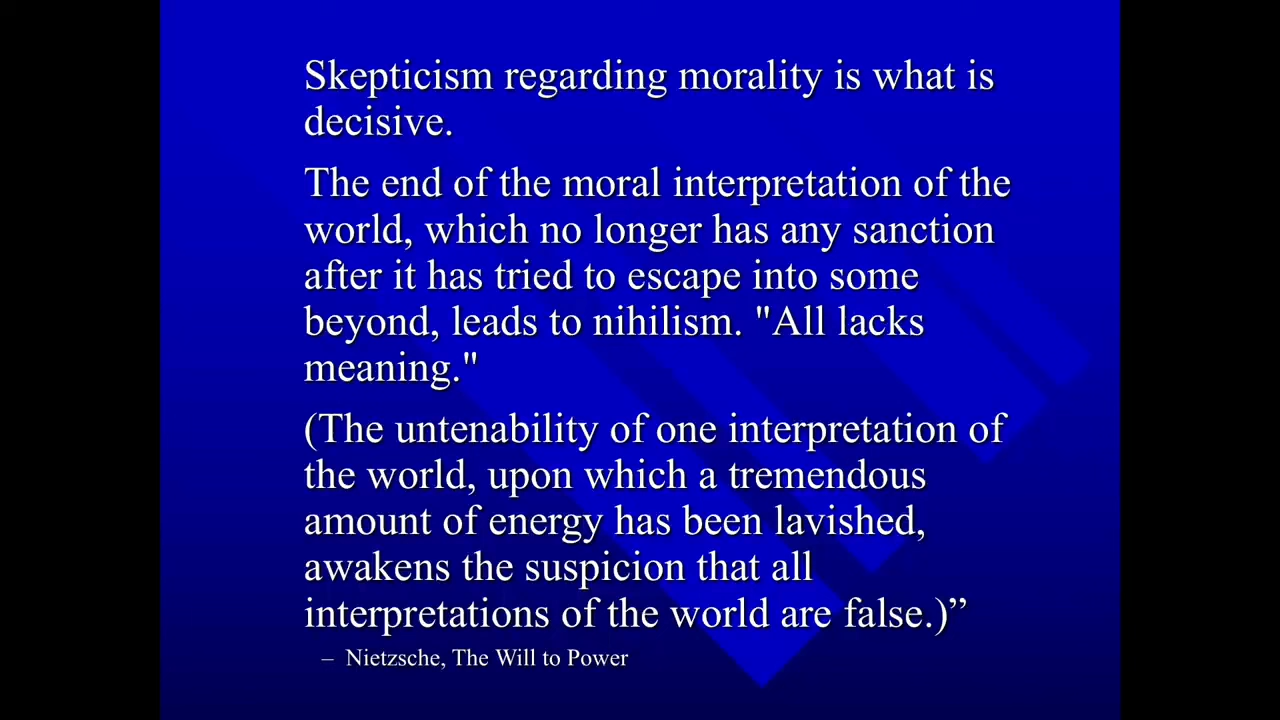 Skepticism regarding morality is what is
decisive.
The end of the moral interpretation of the
world, which no longer has any sanction
after it has tried to escape into some
beyond, leads to nihilism. "All lacks
meaning."
(The untenability of one interpretation of
the world, upon which a tremendous
amount of energy has been lavished,
awakens the suspicion that all
interpretations of the world are false.)”
– Nietzsche, The Will to Power